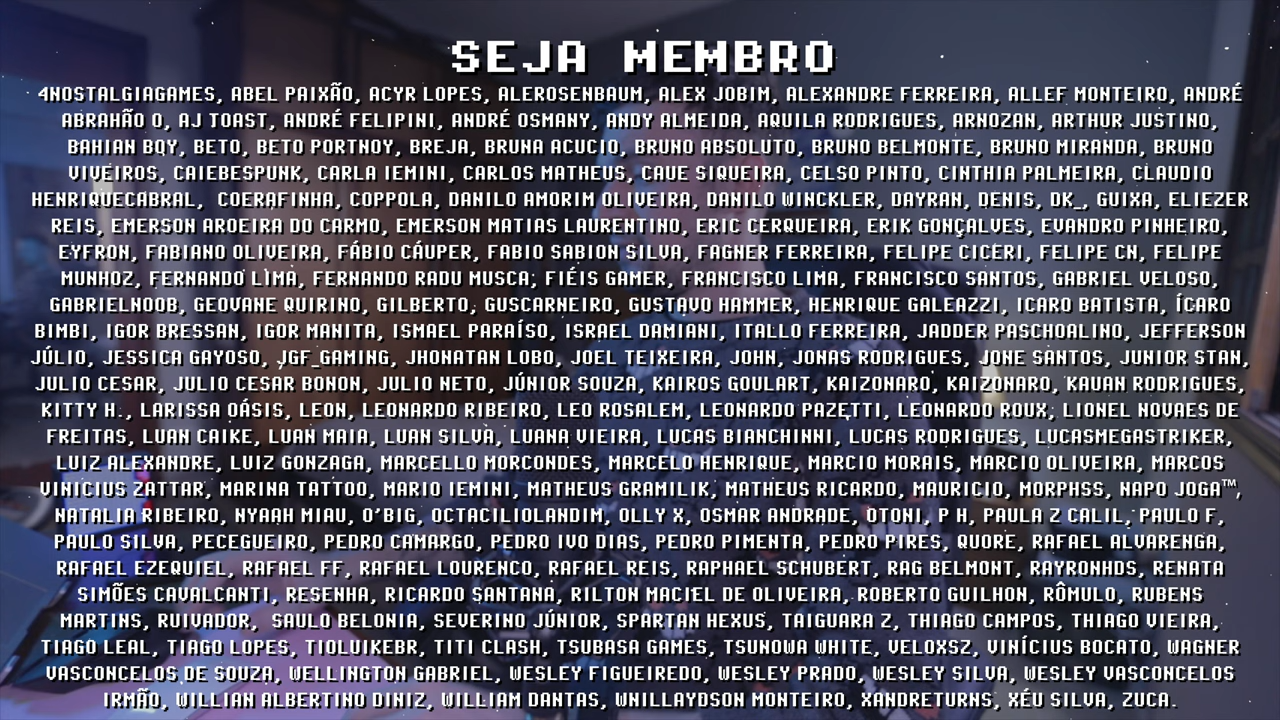 SEJA MEMBRO
4NOSTALGIAGAMES, ABEL PAIXÃO, ACYR LOPES, ALEROSENBAUM, ALEX JOBIM, ALEXANDRE FERREIRA, ALLEF MONTEIRO, ANDRÉ
ABRAHÃO O, AJ TOAST, ANDRÉ FELIPINI, ANDRÉ OSMANY, ANDY ALMEIDA, AQUILA RODRIGUES, ARNOZAN, ARTHUR JUSTINO,
BAHIAN BQY, BETO, BETO PORTNOY, BREJA, BRUNA ACUCIO, BRUNO ABSOLUTO, BRUNO BELMONTE, BRUNO MIRANDA, BRUNO
VIVEIROS, CAIEBESPUNK, CARLA IEMINI, CARLOS MATHEUS, CAVE SIQUEIRA, CELSO PINTO, CINTHIA PALMEIRA, CLAUDIO
HENRIQUECABRAL, COERAFINHA, COPPOLA, DANILO AMORIM OLIVEIRA, DANILO WINCKLER, DAYRAN, DENIS, DK_, GUIXA, ELIEZER
REIS, EMERSON AROEIRA DO CARMO, EMERSON MATIAS LAURENTINO, ERIC CERQUEIRA, ERIK GONÇALVES, EVANDRO PINHEIRO,
EYFRON, FABIANO OLIVEIRA, FÁBIO CÁUPER, FABIO SABION SILVA, FAGNER FERREIRA, FELIPE CICERI, FELIPE CN, FELIPE
MUNHOZ, FERNANDO LIMA, FERNANDO RADU MUSCA, FIÉIS GAMER, FRANCISCO LIMA, FRANCISCO SANTOS, GABRIEL VELOSO,
GABRIELNOOB, GEOVANE QUIRINO, GILBERTO, GUSCARNEIRO, GUSTAVO HAMMER, HENRIQUE GALEAZZI, ICARO BATISTA, ÍCARO
BIMBI, IGOR BRESSAN, IGOR MANITA, ISMAEL PARAÍSO, ISRAEL DAMIANI, ITALLO FERREIRA, JADDER PASCHOALINO, JEFFERSON
JÚLIO, JESSICA GAYOSO, JGF_GAMING, JHONATAN LOBO, JOEL TEIXEIRA, JOHN, JONAS RODRIGUES, JONE SANTOS, JUNIOR STAN,
JULIO CESAR, JULIO CESAR BONON, JULIO NETO, JÚNIOR SOUZA, KAIROS GOULART, KAIZONARO, KAIZONARO, KAUAN RODRIGUES,
KITTY H., LARISSA OÁSIS, LEON, LEONARDO RIBEIRO, LEO ROSALEM, LEONARDO PAZETTI, LEONARDO ROUX, LIONEL NOVAES DE
FREITAS, LUAN CAIKE, LUAN MAIA, LUAN SILVA, LUANA VIEIRA, LUCAS BIANCHINNI, LUCAS RODRIGUES, LUCASMEGASTRIKER,
LUIZ ALEXANDRE, LUIZ GONZAGA, MARCELLO MORCONDES, MARCELO HENRIQUE, MARCIO MORAIS, MARCIO OLIVEIRA, MARCOS
VINICIUS ZATTAR, MARINA TATTOO, MARIO IEMINI, MATHEUS GRAMILIK, MATHEUS RICARDO, MAURICIO, MORPHSS, NAPO JOGA™,
NATALIA RIBEIRO, NYAAH MIAU, O'BIG, OCTACILIOLANDIM, OLLY X, OSMAR ANDRADE, OTONI, P H, PAULA Z CALIL, PAULO F,
PAULO S1LVA, PECEGUEIRO, PEDRO CAMARGO, PEDRO IVO DIAS, PEDRO PIMENTA, PEDRO PIRES, QUORE, RAFAEL ALVARENGA,
RAFAEL EZEQUIEL, RAFAEL FF, RAFAEL LOURENCO, RAFAEL REIS, RAPHAEL SCHUBERT, RAG BELMONT, RAYRONHDS, RENATA
SIMÕES CAVALCANTI, RESENHA, RICARDO SANTANA, RILTON MACIEL DE OLIVEIRA, ROBERTO GUILHON, RÔMULO, RUBENS
MARTINS, RUIVADOR, SAULO BELONIA, SEVERINO JÚNIOR, SPARTAN HEXUS, TAIGUARA Z, THIAGO CAMPOS, THIAGO VIEIRA,
TIAGO LEAL, TIAGO LOPES, TIOLUIKEBR, TITI CLASH, TSUBASA GAMES, TSUNOWA WHITE, VELOXSZ, VINÍCIUS BOCATO, WAGNER
VASCONCELOS DE SOUZA, WELLINGTON GABRIEL, WESLEY FIGUEIREDO, WESLEY PRADO, WESLEY SILVA, WESLEY VASCONCELOS
IRMÃO, WILLIAN ALBERTINO DINIZ, WILLIAM DANTAS, WNILLAYDSON MONTEIRO, XANDRETURNS, XÉU SILVA, ZUCA.